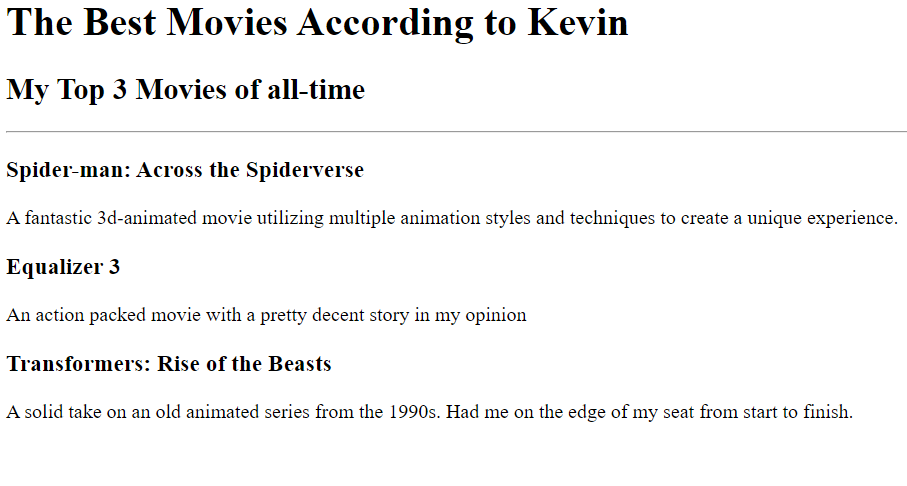 The Best Movies According to Kevin
My Top 3 Movies of all-time
Spider-man: Across the Spiderverse
A fantastic 3d-animated movie utilizing multiple animation styles and techniques to create a unique experience.
Equalizer 3
An action packed movie with a pretty decent story in my opinion
Transformers: Rise of the Beasts
A solid take on an old animated series from the 1990s. Had me on the edge of my seat from start to finish.